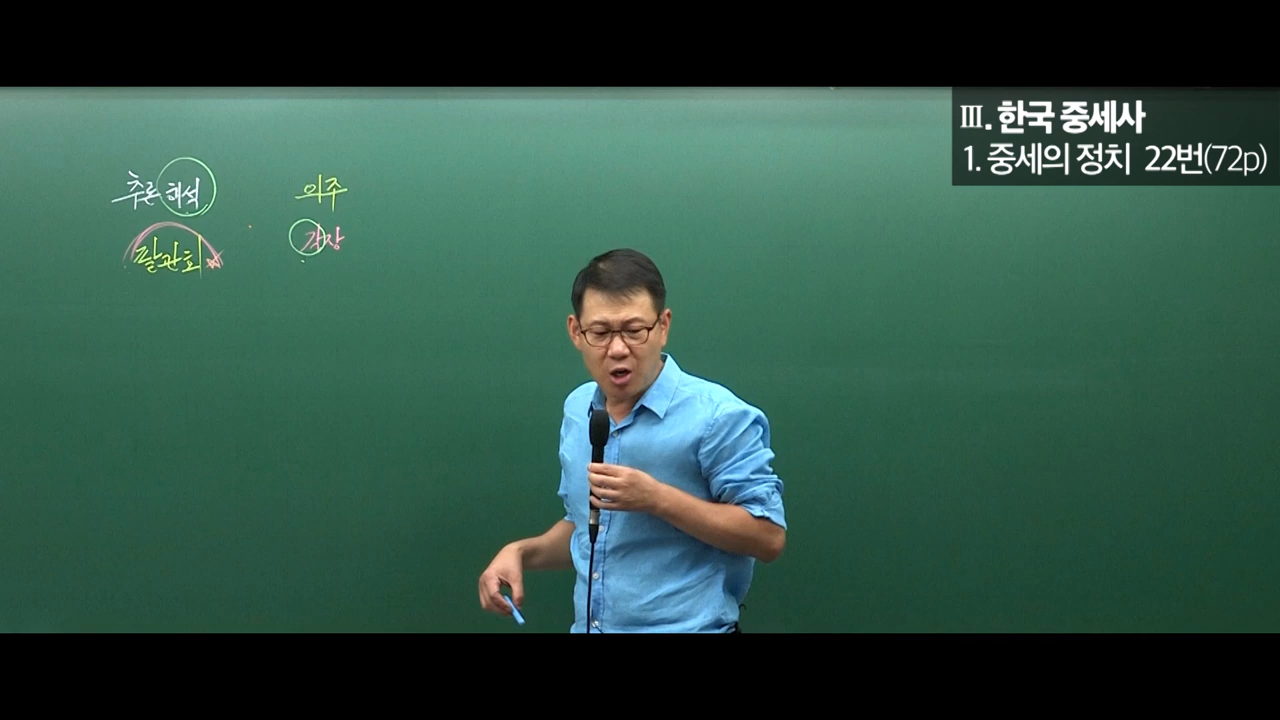 Ⅲ. 한국 중세사
1. 중세의 정치 22번(72p)
추론 해석 의주
팔관회 각장